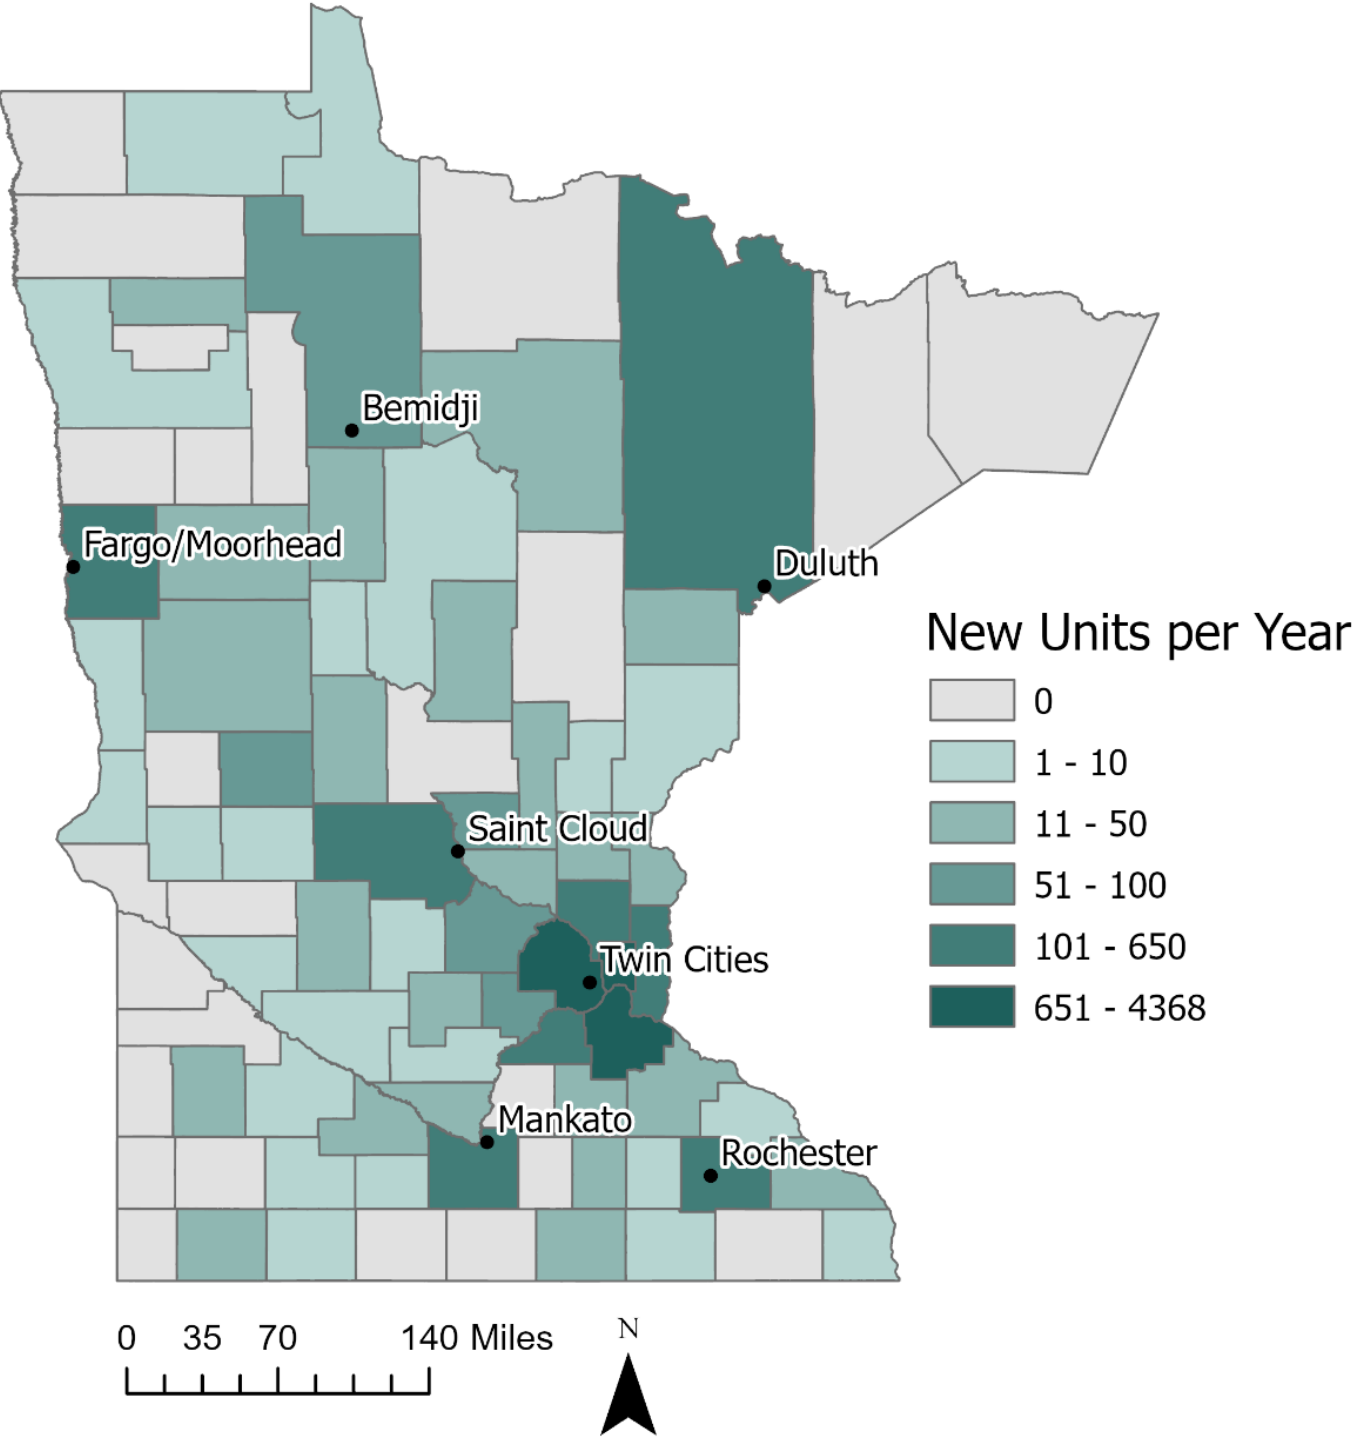 Bemidji
Fargo/Moorhead
Duluth
New Units per Year
0
1 - 10
11 - 50
51 - 100
101 - 650
651 - 4368
Saint Cloud
Twin Cities
Mankato
Rochester
0 35 70 140 Miles
N